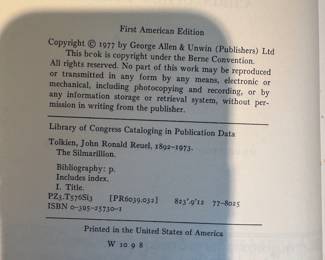 First American Edition
Copyright © 1977 by George Allen & Unwin (Publishers) Ltd
This book is copyright under the Berne Convention.
All rights reserved. No part of this work may be reproduced
or transmitted in any form by any means, electronic or
mechanical, including photocopying and recording, or by
any information storage or retrieval system, without per-
mission in writing from the publisher.
Library of Congress Cataloging in Publication Data
Tolkien, John Ronald Reuel, 1892-1973.
The Silmarillion.
Bibliography: p.
Includes index.
I. Title.
PZ3.T576Si3 [PR6039.O32] 823'.9'12 77-8025
ISBN 0-395-25730-1
Printed in the United States of America
W 10 9 8